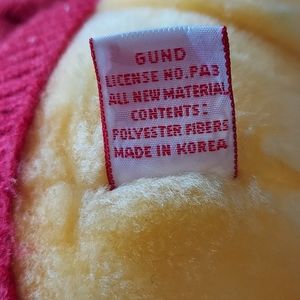 GUND
LICENSE NO.PA3
ALL NEW MATERIAL
CONTENTS:
POLYESTER FIBERS
MADE IN KOREA